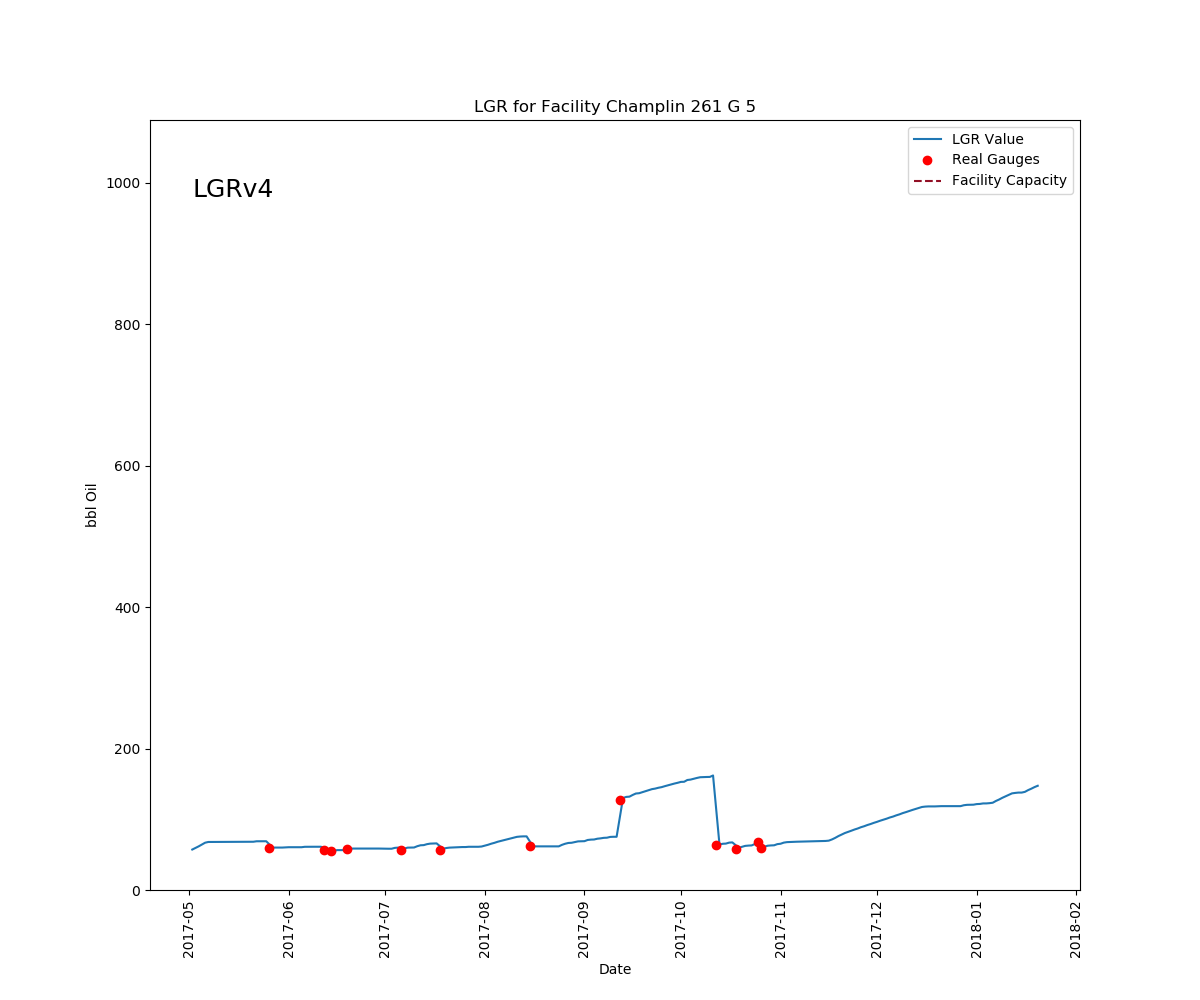 LGR for Facility Champlin 261 G 5
LGRv4
LGR Value
Real Gauges
Facility Capacity
bbl Oil
1000
800
600
400
200
0
2017-05
2017-06
2017-07
2017-08
2017-09
2017-10
2017-11
2017-12
2018-01
2018-02
Date